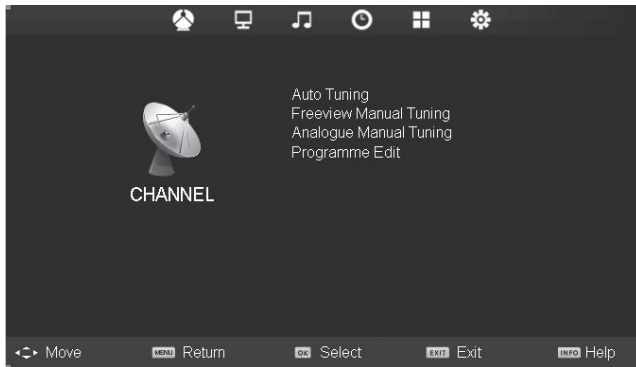 Auto Tuning
Freeview Manual Tuning
Analogue Manual Tuning
Programme Edit
CHANNEL
Move MENU Return OK Select EXIT Exit INFO Help